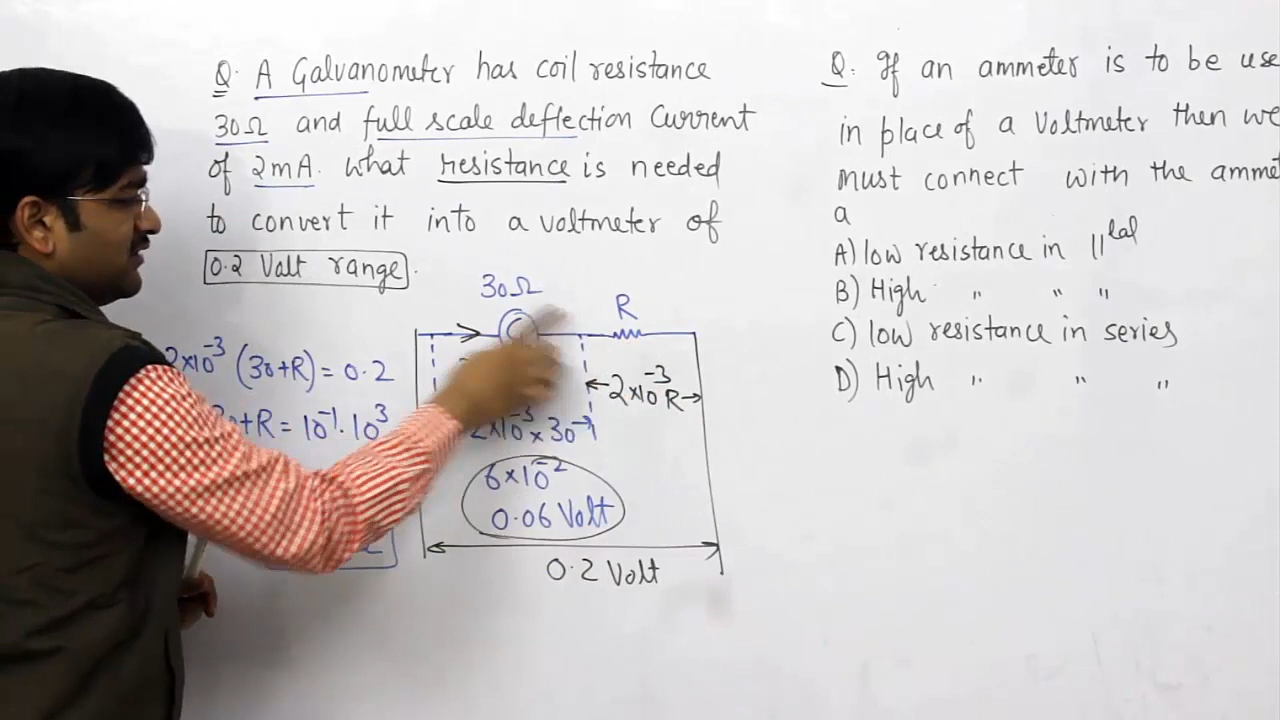 Q. A Galvanometer has coil resistance
30Ω and full scale deflection Current
of 2mA. what resistance is needed
to convert it into a voltmeter of
0.2 Valt range.
30Ω
R
2×10⁻³ (30+R) = 0.2
+R = 10⁻¹. 10³
2×10⁻³ R
2×10⁻³ × 30
6×10⁻²
0.06 Volt
0.2 Volt
Q. If an ammeter is to be use
in place of a Voltmeter then we
must connect with the amme
a
A) low resistance in ||lal
B) High " " "
C) low resistance in series
D) High " " "